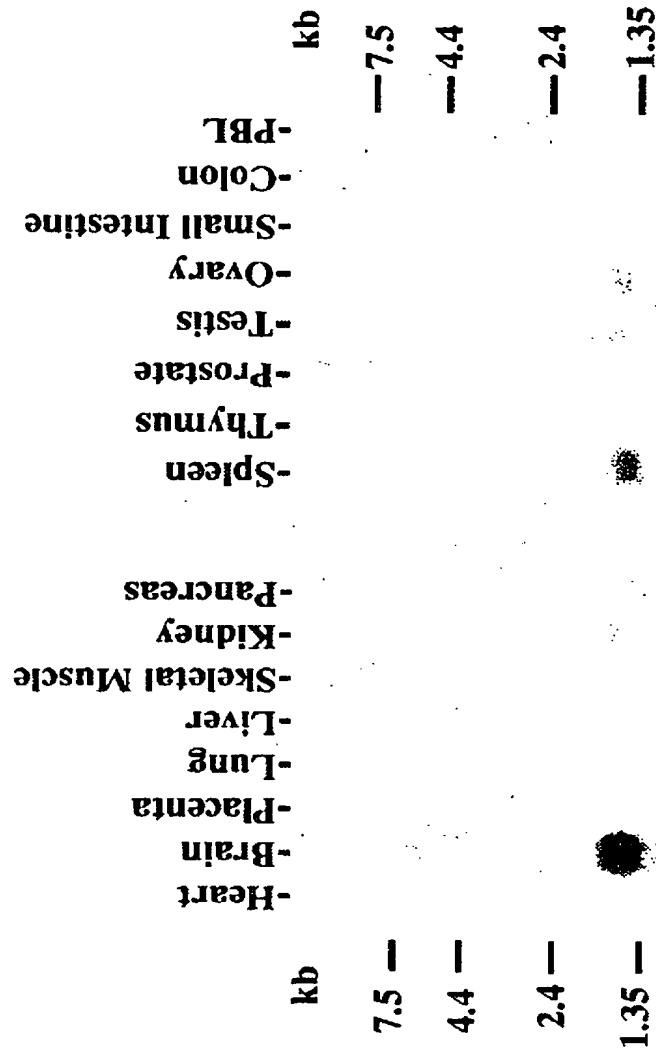 kb
-7.5
-4.4
-2.4
-1.35
-PBL
-Colon
-Small Intestine
-Ovary
-Testis
-Prostate
-Thymus
-Spleen
-Pancreas
-Kidney
-Skeletal Muscle
-Liver
-Lung
-Placenta
-Brain
-Heart
kb
7.5 -
4.4 -
2.4 -
1.35 -